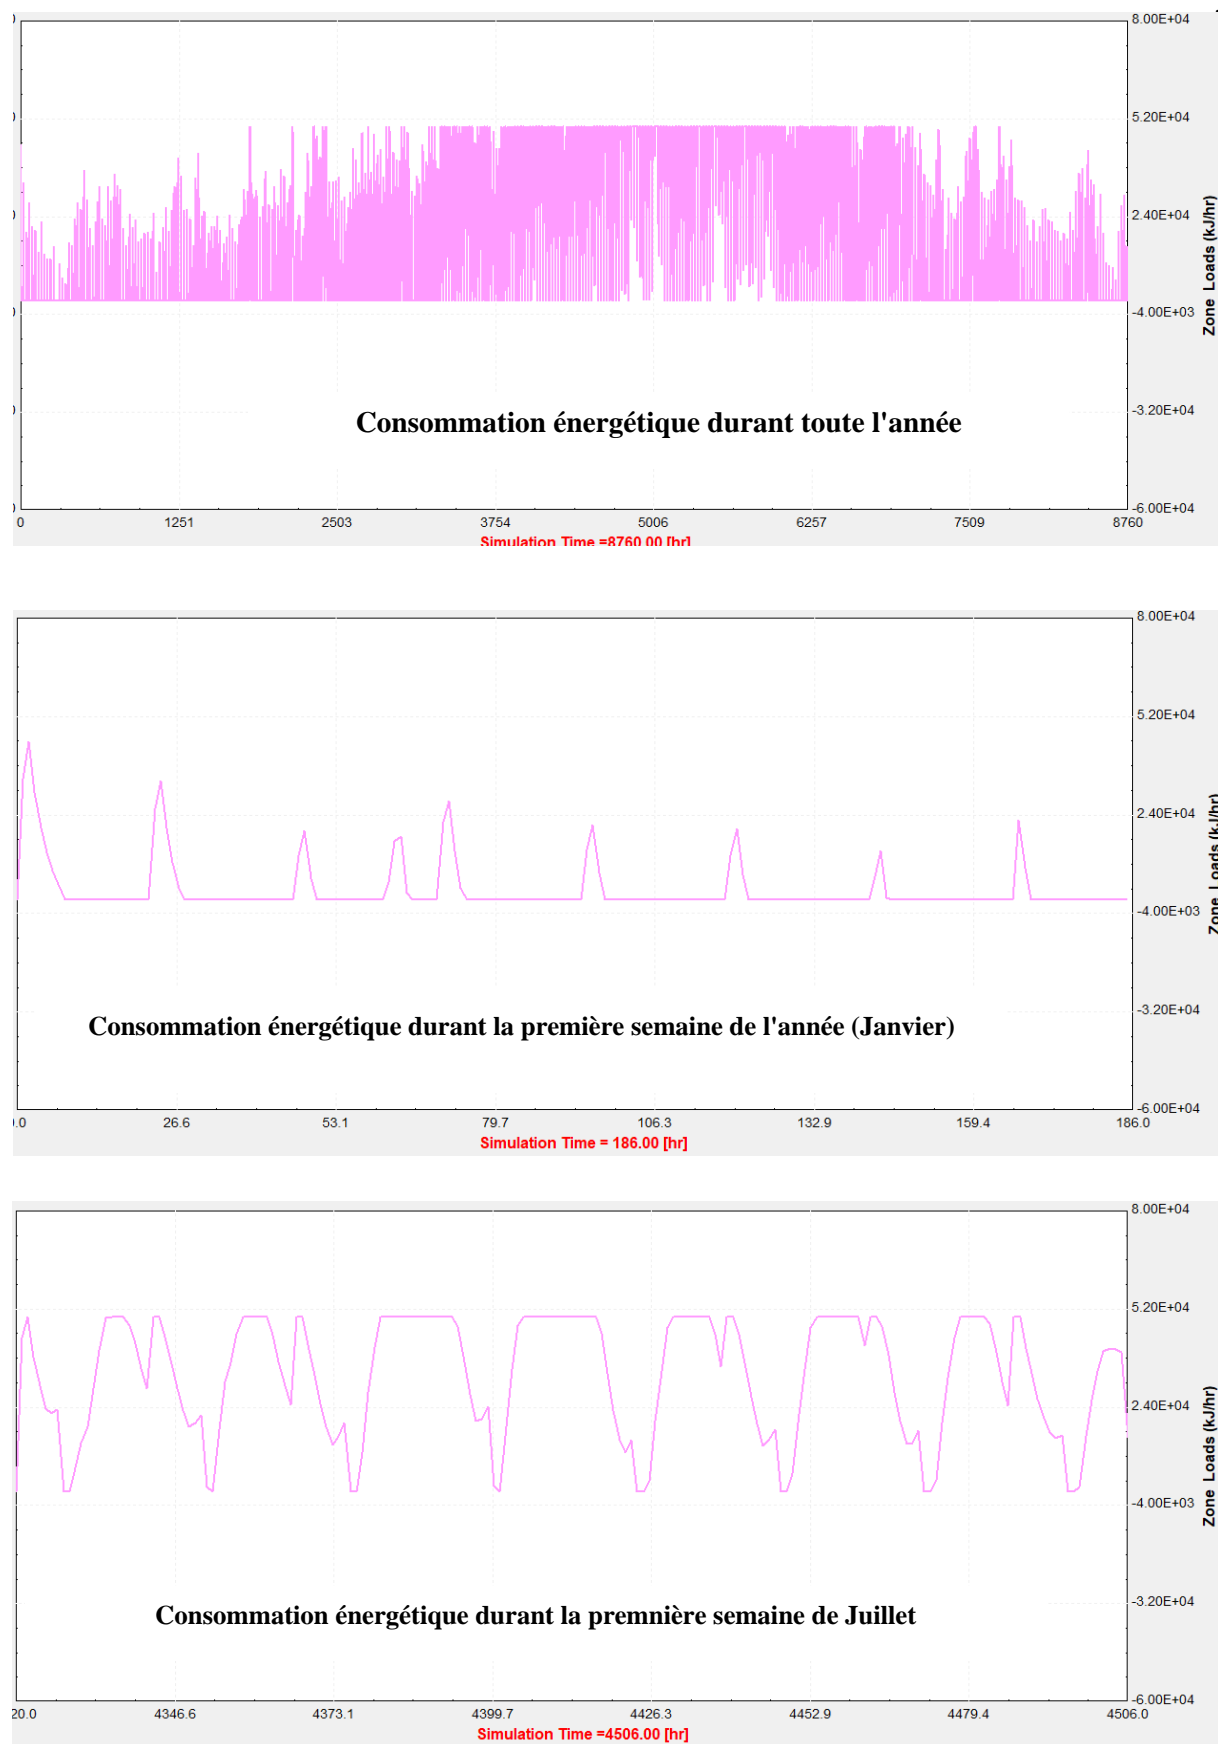 8.00E+04
5.20E+04
2.40E+04
-4.00E+03
-3.20E+04
-6.00E+04
Zone Loads (kJ/hr)
Consommation énergétique durant toute l'année
0 1251 2503 3754 5006 6257 7509 8760
Simulation Time =8760.00 [hr]
8.00E+04
5.20E+04
2.40E+04
-4.00E+03
-3.20E+04
-6.00E+04
Zone Loads (kJ/hr)
Consommation énergétique durant la première semaine de l'année (Janvier)
.0 26.6 53.1 79.7 106.3 132.9 159.4 186.0
Simulation Time = 186.00 [hr]
8.00E+04
5.20E+04
2.40E+04
-4.00E+03
-3.20E+04
-6.00E+04
Zone Loads (kJ/hr)
Consommation énergétique durant la premnière semaine de Juillet
20.0 4346.6 4373.1 4399.7 4426.3 4452.9 4479.4 4506.0
Simulation Time =4506.00 [hr]